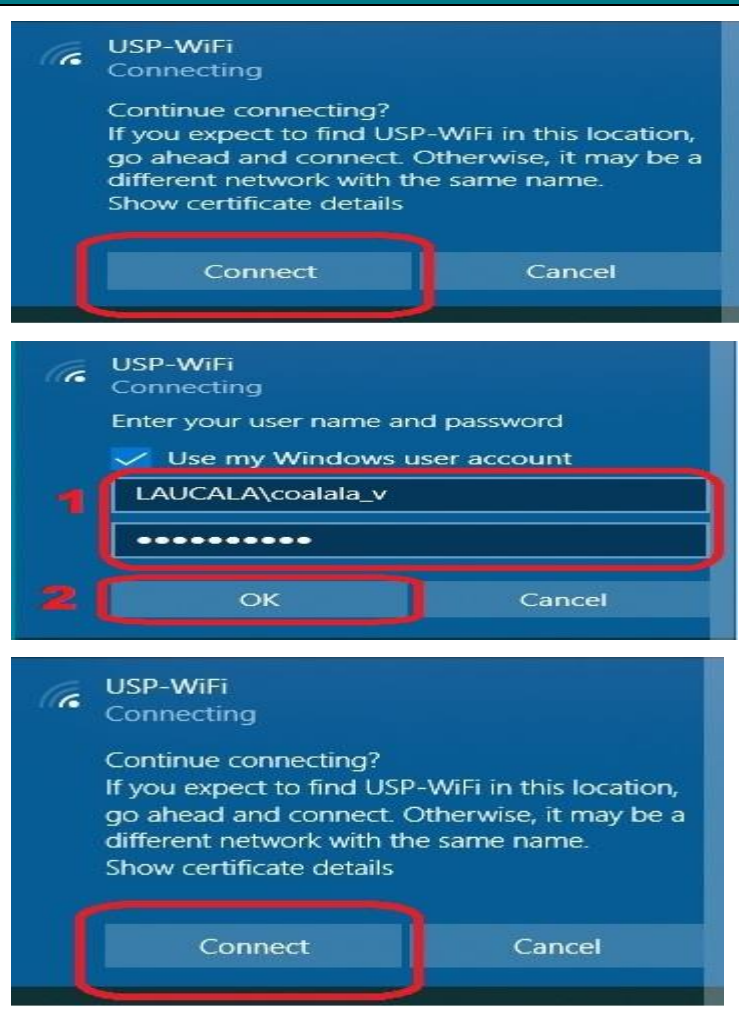 USP-WiFi
Connecting
Continue connecting?
If you expect to find USP-WiFi in this location,
go ahead and connect. Otherwise, it may be a
different network with the same name.
Show certificate details
Connect Cancel
USP-WiFi
Connecting
Enter your user name and password
Use my Windows user account
1 LAUCALA\coalala_v
••••••••••
2 OK Cancel
USP-WiFi
Connecting
Continue connecting?
If you expect to find USP-WiFi in this location,
go ahead and connect. Otherwise, it may be a
different network with the same name.
Show certificate details
Connect Cancel